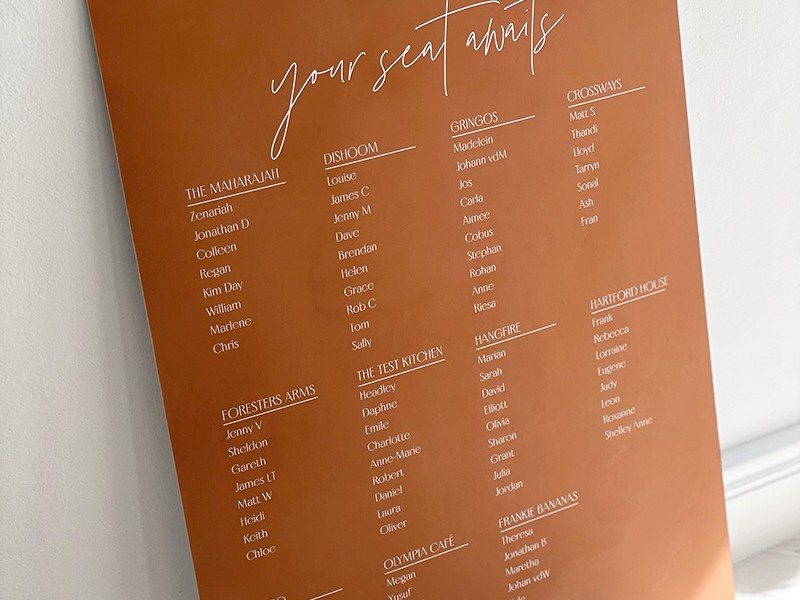 your seat awaits
THE MAHARAJAH
Zenariah
Jonathan D
Colleen
Regan
Kim Day
William
Marlene
Chris
DISHOOM
Louise
James C
Jenny M
Dave
Brendan
Helen
Grace
Rob C
Tom
Sally
GRINGOS
Madelein
Johann vdM
Jos
Carla
Aimee
Cobus
Stephan
Rohan
Anne
Riesa
CROSSWAYS
Matt S
Thandi
Lloyd
Tarryn
Sonal
Ash
Fran
FORESTERS ARMS
Jenny V
Sheldon
Gareth
James LT
Matt W
Heidi
Keith
Chloe
THE TEST KITCHEN
Headley
Daphne
Emile
Charlotte
Anne-Marie
Robert
Daniel
Laura
Oliver
HANGFIRE
Marian
Sarah
David
Elliott
Olivia
Sharon
Grant
Julia
Jordan
HARTFORD HOUSE
Frank
Rebecca
Lorraine
Eugene
Judy
Leon
Roxanne
Shelley Anne
OLYMPIA CAFÊ
Megan
Yusuf
FRANKIE BANANAS
Theresa
Jonathan B
Maretha
Johan vdW